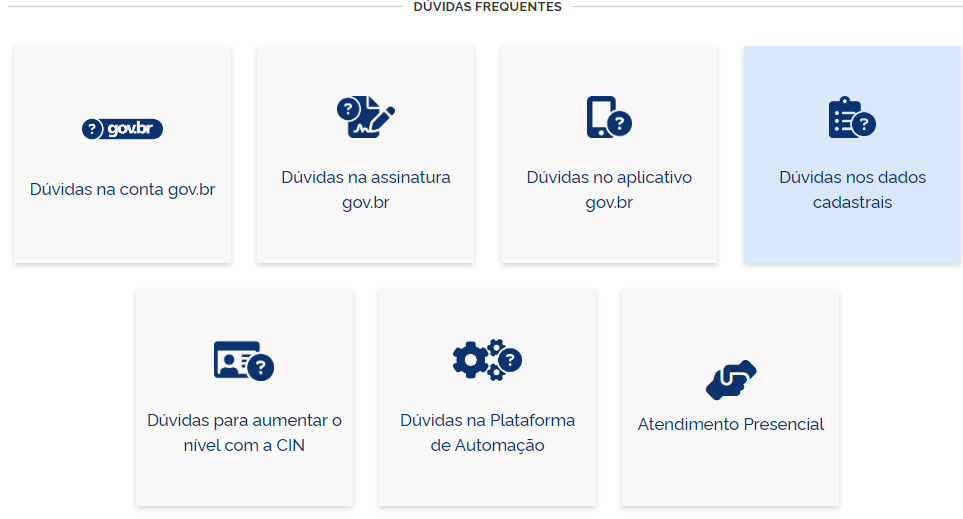 DÚVIDAS FREQUENTES
? gov.br
Dúvidas na conta gov.br
?
Dúvidas na assinatura
gov.br
?
Dúvidas no aplicativo
gov.br
?
Dúvidas nos dados
cadastrais
?
Dúvidas para aumentar o
nível com a CIN
?
Dúvidas na Plataforma
de Automação
Atendimento Presencial